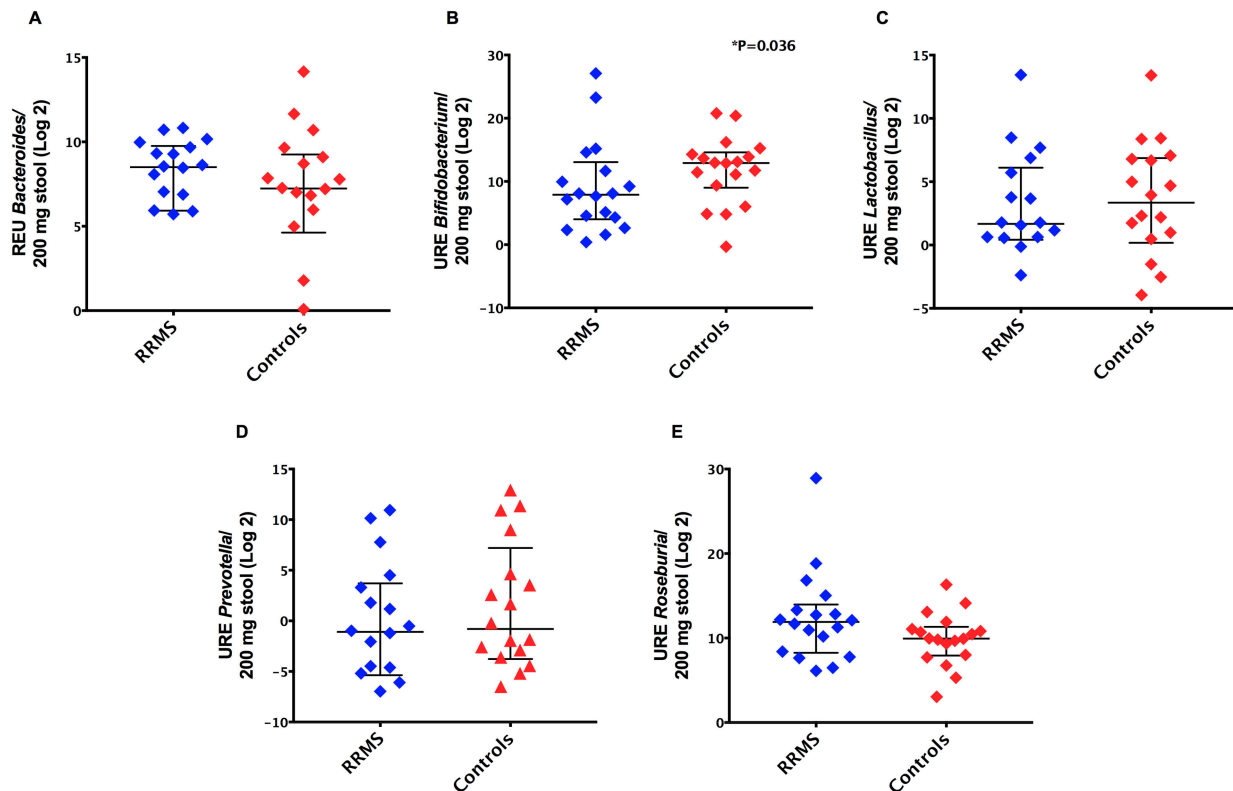 A
REU Bacteroides/
200 mg stool (Log 2)
15
10
5
0
RRMS
Controls
B
*P=0.036
URE Bifidobacterium/
200 mg stool (Log 2)
30
20
10
0
−10
RRMS
Controls
C
URE Lactobacillus/
200 mg stool (Log 2)
15
10
5
0
−5
RRMS
Controls
D
URE Prevotella/
200 mg stool (Log 2)
15
10
5
0
−5
−10
RRMS
Controls
E
URE Roseburia/
200 mg stool (Log 2)
30
20
10
0
RRMS
Controls